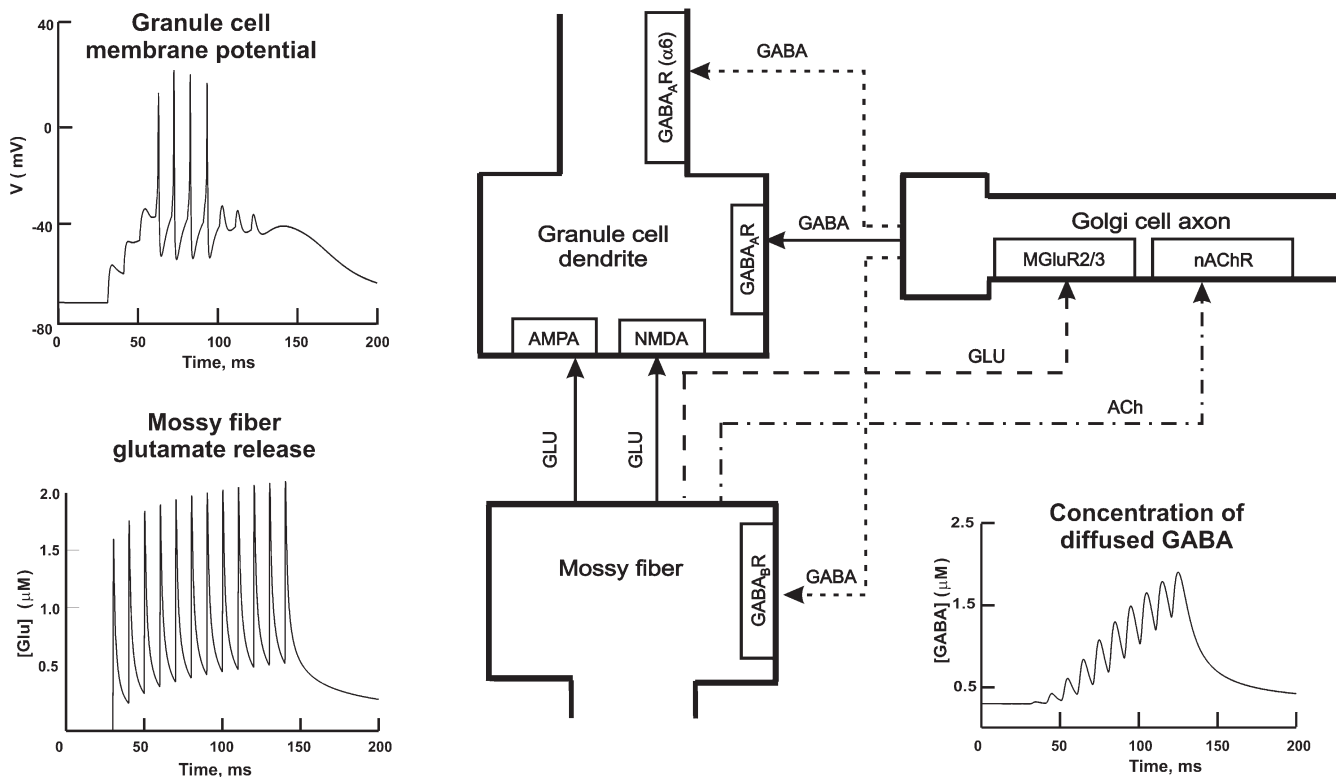 Granule cell
membrane potential
40
0
-40
-80
V ( mV)
0
50
100
150
200
Time, ms
Mossy fiber
glutamate release
2.0
1.5
1.0
0.5
[Glu] (μM)
0
50
100
150
200
Time, ms
GABA_AR (α6)
GABA
Granule cell
dendrite
GABA_AR
GABA
Golgi cell axon
MGluR2/3
nAChR
AMPA
NMDA
GLU
GLU
GLU
ACh
Mossy fiber
GABA_BR
GABA
Concentration of
diffused GABA
2.5
1.5
0.5
[GABA] (μM)
0
50
100
150
200
Time, ms